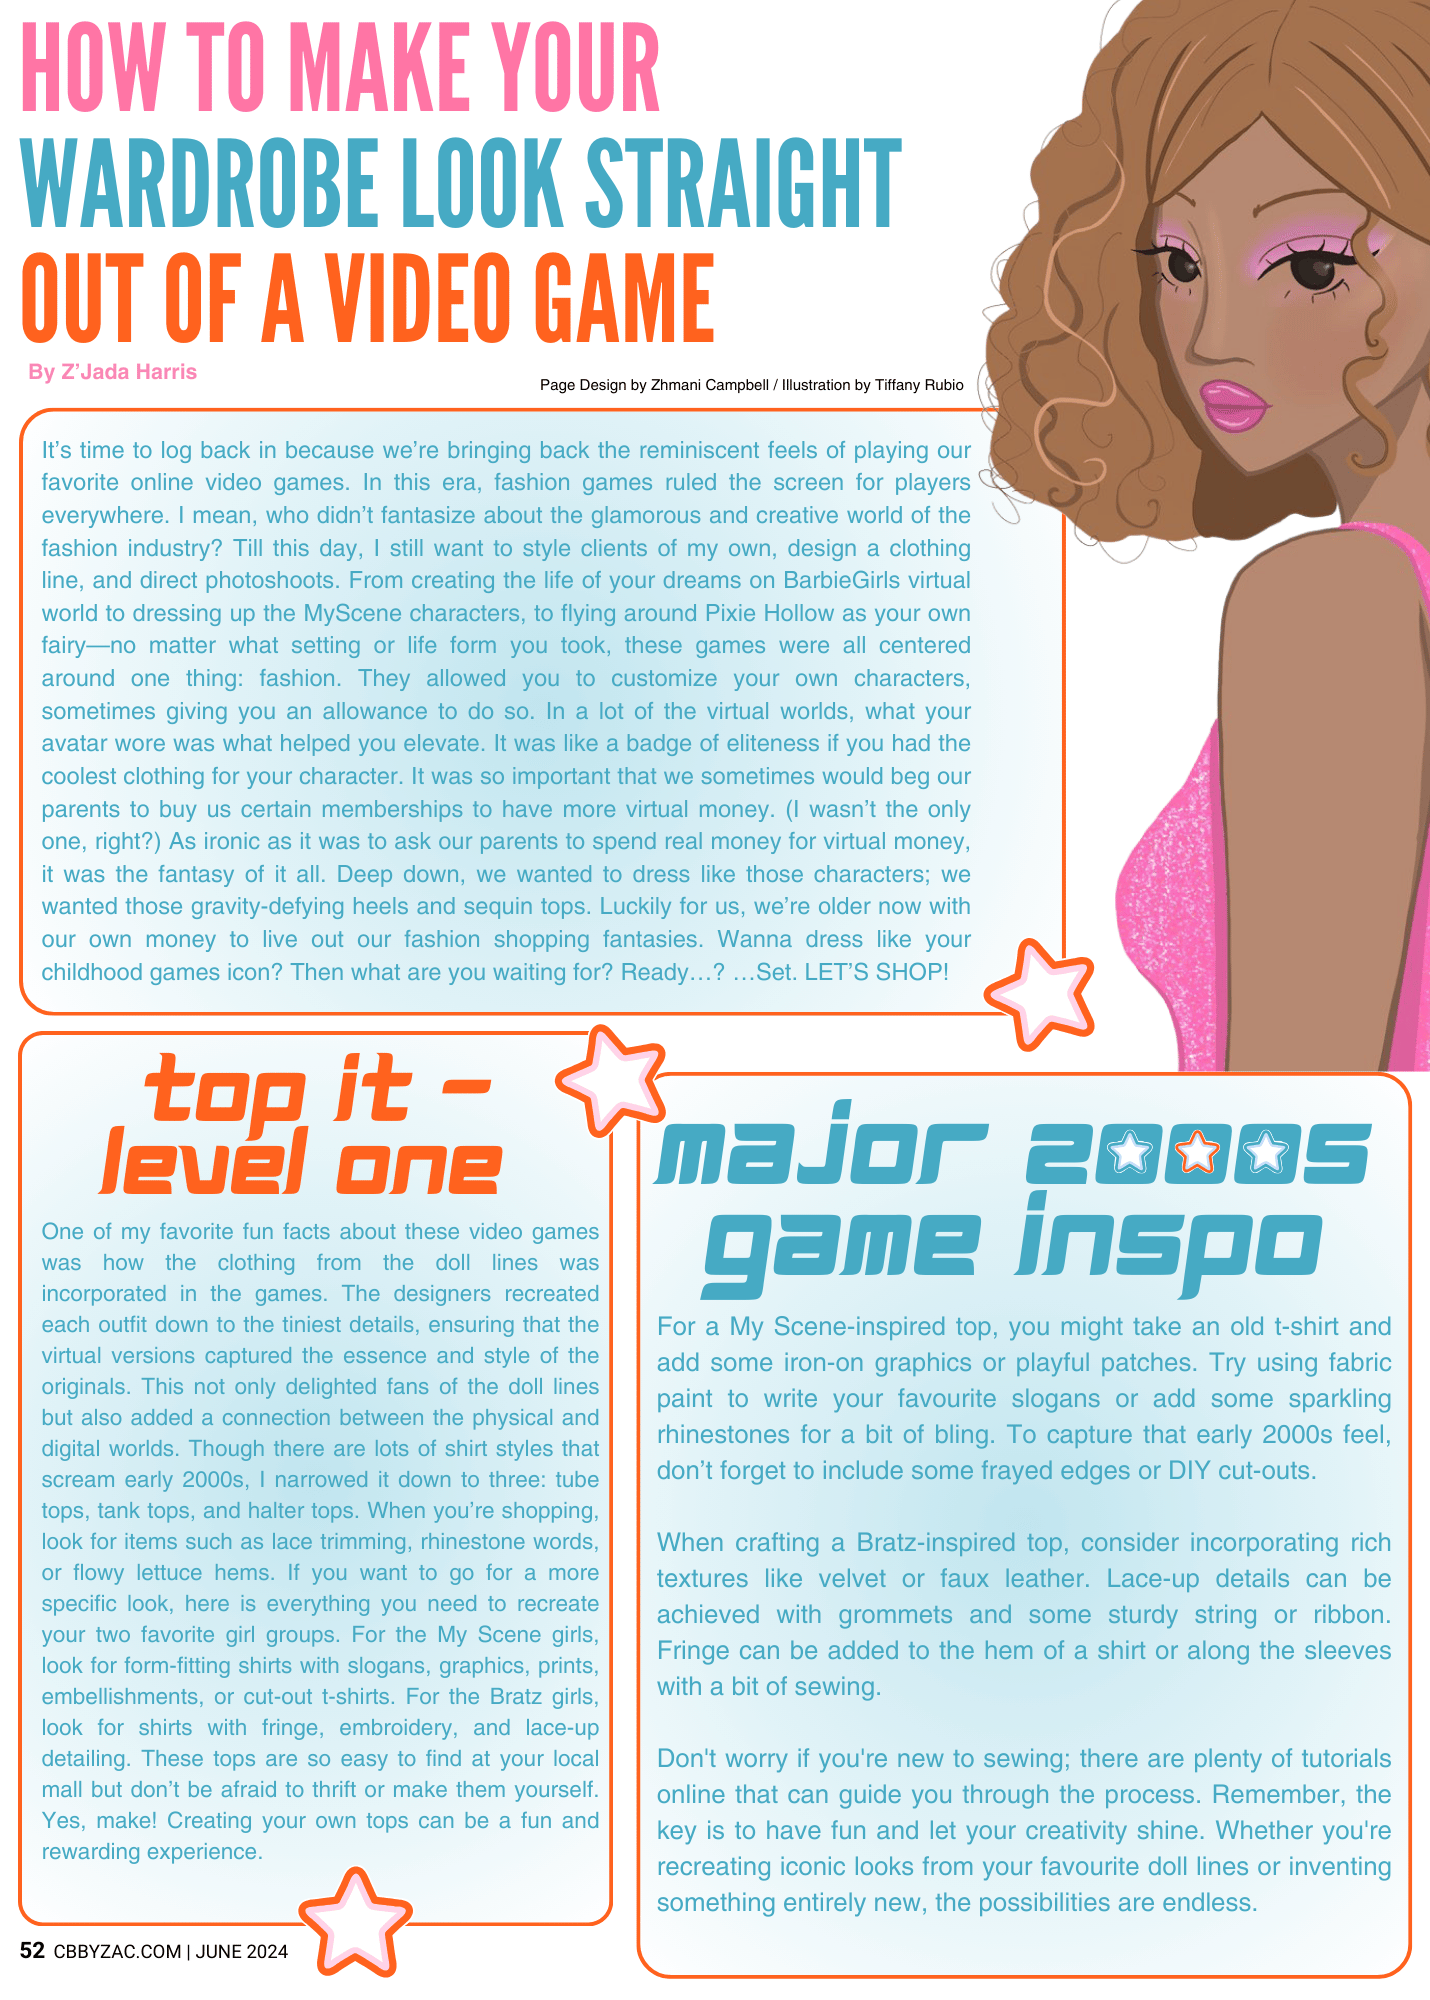 HOW TO MAKE YOUR
WARDROBE LOOK STRAIGHT
OUT OF A VIDEO GAME
By Z’Jada Harris
Page Design by Zhmani Campbell / Illustration by Tiffany Rubio
It’s time to log back in because we’re bringing back the reminiscent feels of playing our
favorite online video games. In this era, fashion games ruled the screen for players
everywhere. I mean, who didn’t fantasize about the glamorous and creative world of the
fashion industry? Till this day, I still want to style clients of my own, design a clothing
line, and direct photoshoots. From creating the life of your dreams on BarbieGirls virtual
world to dressing up the MyScene characters, to flying around Pixie Hollow as your own
fairy—no matter what setting or life form you took, these games were all centered
around one thing: fashion. They allowed you to customize your own characters,
sometimes giving you an allowance to do so. In a lot of the virtual worlds, what your
avatar wore was what helped you elevate. It was like a badge of eliteness if you had the
coolest clothing for your character. It was so important that we sometimes would beg our
parents to buy us certain memberships to have more virtual money. (I wasn’t the only
one, right?) As ironic as it was to ask our parents to spend real money for virtual money,
it was the fantasy of it all. Deep down, we wanted to dress like those characters; we
wanted those gravity-defying heels and sequin tops. Luckily for us, we’re older now with
our own money to live out our fashion shopping fantasies. Wanna dress like your
childhood games icon? Then what are you waiting for? Ready…? …Set. LET’S SHOP!
top it -
level one
One of my favorite fun facts about these video games
was how the clothing from the doll lines was
incorporated in the games. The designers recreated
each outfit down to the tiniest details, ensuring that the
virtual versions captured the essence and style of the
originals. This not only delighted fans of the doll lines
but also added a connection between the physical and
digital worlds. Though there are lots of shirt styles that
scream early 2000s, I narrowed it down to three: tube
tops, tank tops, and halter tops. When you’re shopping,
look for items such as lace trimming, rhinestone words,
or flowy lettuce hems. If you want to go for a more
specific look, here is everything you need to recreate
your two favorite girl groups. For the My Scene girls,
look for form-fitting shirts with slogans, graphics, prints,
embellishments, or cut-out t-shirts. For the Bratz girls,
look for shirts with fringe, embroidery, and lace-up
detailing. These tops are so easy to find at your local
mall but don’t be afraid to thrift or make them yourself.
Yes, make! Creating your own tops can be a fun and
rewarding experience.
major 2000s
game inspo
For a My Scene-inspired top, you might take an old t-shirt and
add some iron-on graphics or playful patches. Try using fabric
paint to write your favourite slogans or add some sparkling
rhinestones for a bit of bling. To capture that early 2000s feel,
don’t forget to include some frayed edges or DIY cut-outs.
When crafting a Bratz-inspired top, consider incorporating rich
textures like velvet or faux leather. Lace-up details can be
achieved with grommets and some sturdy string or ribbon.
Fringe can be added to the hem of a shirt or along the sleeves
with a bit of sewing.
Don't worry if you're new to sewing; there are plenty of tutorials
online that can guide you through the process. Remember, the
key is to have fun and let your creativity shine. Whether you're
recreating iconic looks from your favourite doll lines or inventing
something entirely new, the possibilities are endless.
52 CBBYZAC.COM | JUNE 2024